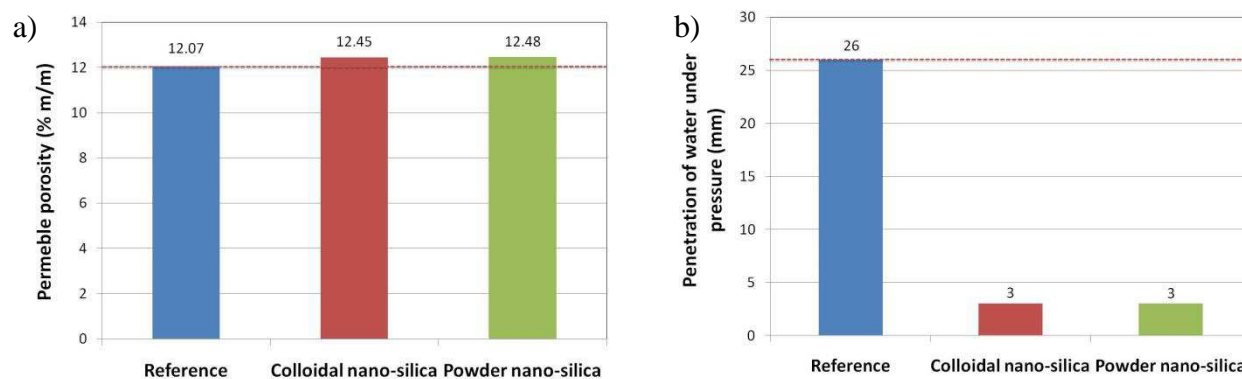 a)
Permeble porosity (% m/m)
14
12
10
8
6
4
2
0
12.07
12.45
12.48
Reference
Colloidal nano-silica
Powder nano-silica
b)
Penetration of water under
pressure (mm)
30
25
20
15
10
5
0
26
3
3
Reference
Colloidal nano-silica
Powder nano-silica